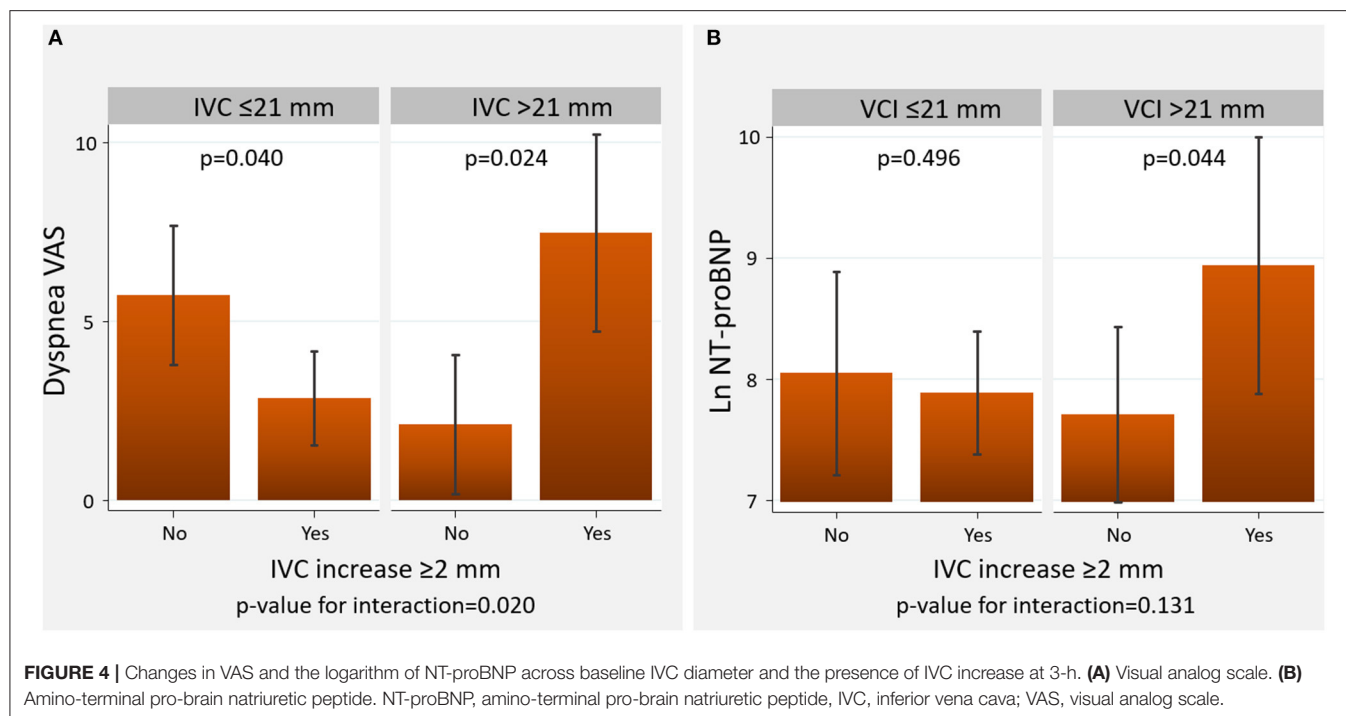 A
IVC ≤21 mm
IVC >21 mm
10
p=0.040
p=0.024
Dyspnea VAS
5
0
No
Yes
No
Yes
IVC increase ≥2 mm
p-value for interaction=0.020
B
VCI ≤21 mm
VCI >21 mm
10
p=0.496
p=0.044
9
Ln NT-proBNP
8
7
No
Yes
No
Yes
IVC increase ≥2 mm
p-value for interaction=0.131
FIGURE 4 | Changes in VAS and the logarithm of NT-proBNP across baseline IVC diameter and the presence of IVC increase at 3-h. (A) Visual analog scale. (B)
Amino-terminal pro-brain natriuretic peptide. NT-proBNP, amino-terminal pro-brain natriuretic peptide, IVC, inferior vena cava; VAS, visual analog scale.